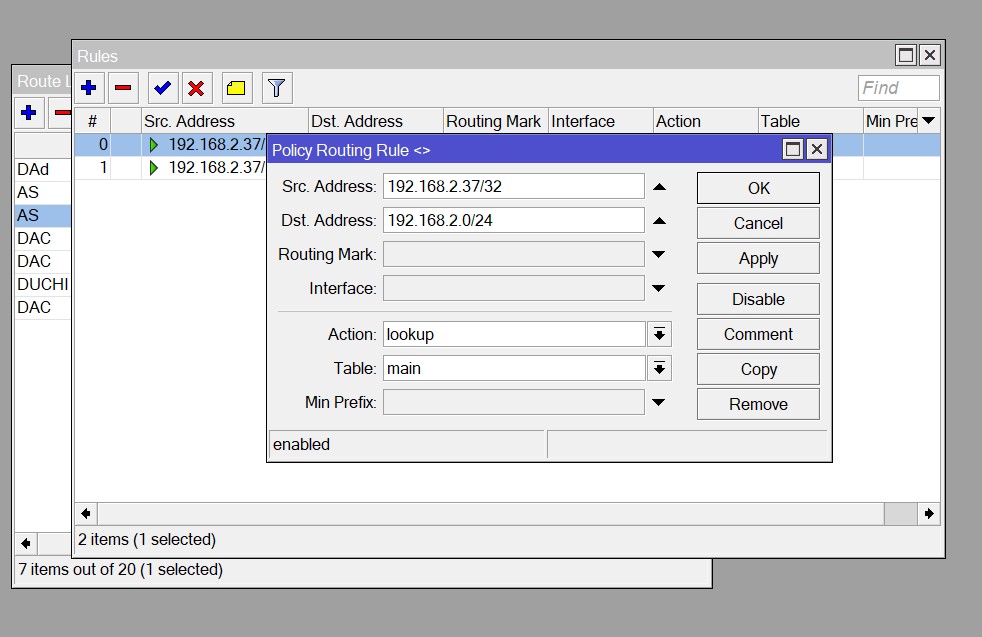 Rules
Route L
Find
# Src. Address Dst. Address Routing Mark Interface Action Table Min Pre
0 192.168.2.37/
1 192.168.2.37/
DAd
AS
AS
DAC
DAC
DUCHI
DAC
Policy Routing Rule <>
Src. Address: 192.168.2.37/32
Dst. Address: 192.168.2.0/24
Routing Mark:
Interface:
Action: lookup
Table: main
Min Prefix:
enabled
OK
Cancel
Apply
Disable
Comment
Copy
Remove
2 items (1 selected)
7 items out of 20 (1 selected)